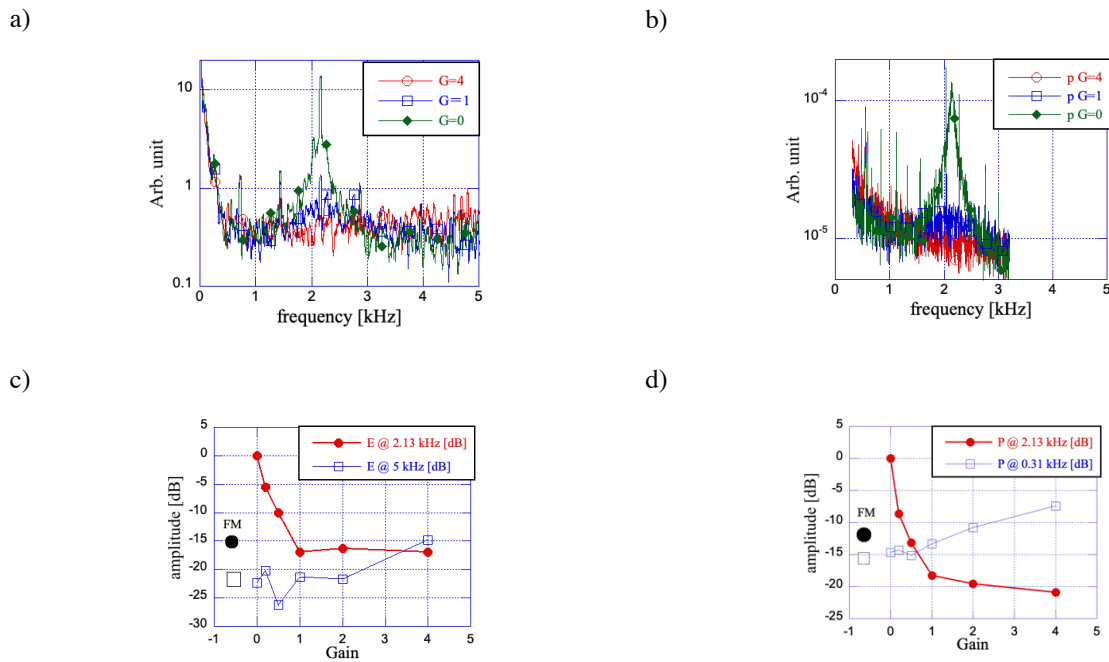 a)
b)
10
1
0.1
Arb. unit
G=4
G=1
G=0
0
1
2
3
4
5
frequency [kHz]
10-4
10-5
Arb. unit
p G=4
p G=1
p G=0
0
1
2
3
4
5
frequency [kHz]
c)
d)
5
0
-5
-10
-15
-20
-25
-30
amplitude [dB]
E @ 2.13 kHz [dB]
E @ 5 kHz [dB]
FM
-1
0
1
2
3
4
5
Gain
5
0
-5
-10
-15
-20
-25
amplitude [dB]
P @ 2.13 kHz [dB]
P @ 0.31 kHz [dB]
FM
-1
0
1
2
3
4
5
Gain